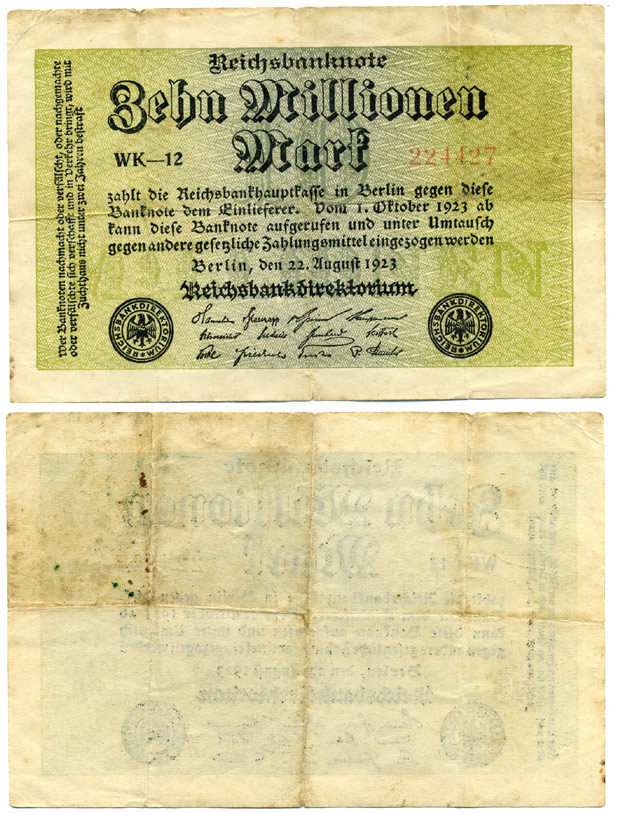 Reichsbanknote
Zehn Millionen
Mark
WK—12
224427
zahlt die Reichsbankhauptkasse in Berlin gegen diese
Banknote dem Einlieferer. Vom 1. Oktober 1923 ab
kann diese Banknote aufgerufen und unter Umtausch
gegen andere gesetzliche Zahlungsmittel eingezogen werden
Berlin, den 22. August 1923
Reichsbankdirektorium
REICHSBANKDIREKTORIUM
REICHSBANKDIREKTORIUM
Wer Banknoten nachmacht oder verfälscht, oder nachgemachte
oder verfälschte sich verschafft und in Verkehr bringt, wird mit
Zuchthaus nicht unter zwei Jahren bestraft